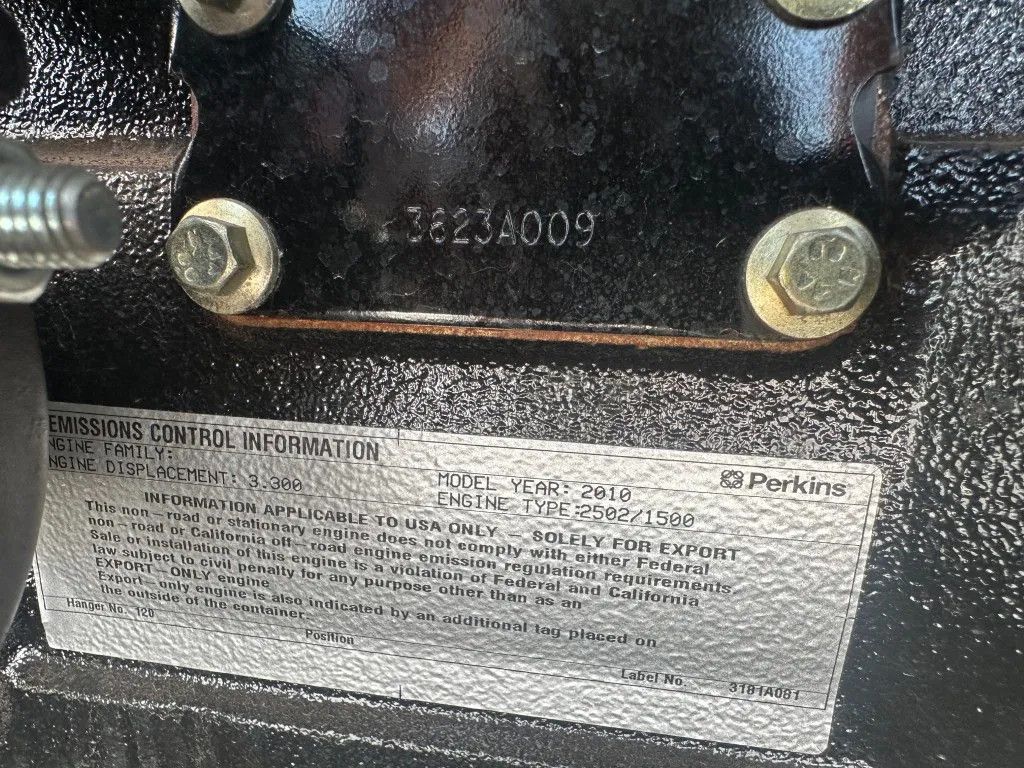 3623A009
EMISSIONS CONTROL INFORMATION
NGINE FAMILY:
NGINE DISPLACEMENT: 3.300
MODEL YEAR: 2010
ENGINE TYPE:2502/1500
Perkins
INFORMATION APPLICABLE TO USA ONLY – SOLELY FOR EXPORT
This non–road or stationary engine does not comply with either Federal
non–road or California off–road engine emission regulation requirements.
Sale or installation of this engine is a violation of Federal and California
law subject to civil penalty for any purpose other than as an
EXPORT–ONLY engine
Export–only engine is also indicated by an additional tag placed on
the outside of the container.
Hanger No. 120
Position
Label No. 3181A081